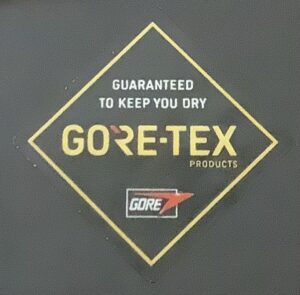 GUARANTEED
TO KEEP YOU DRY
GORE-TEX
PRODUCTS
GORE